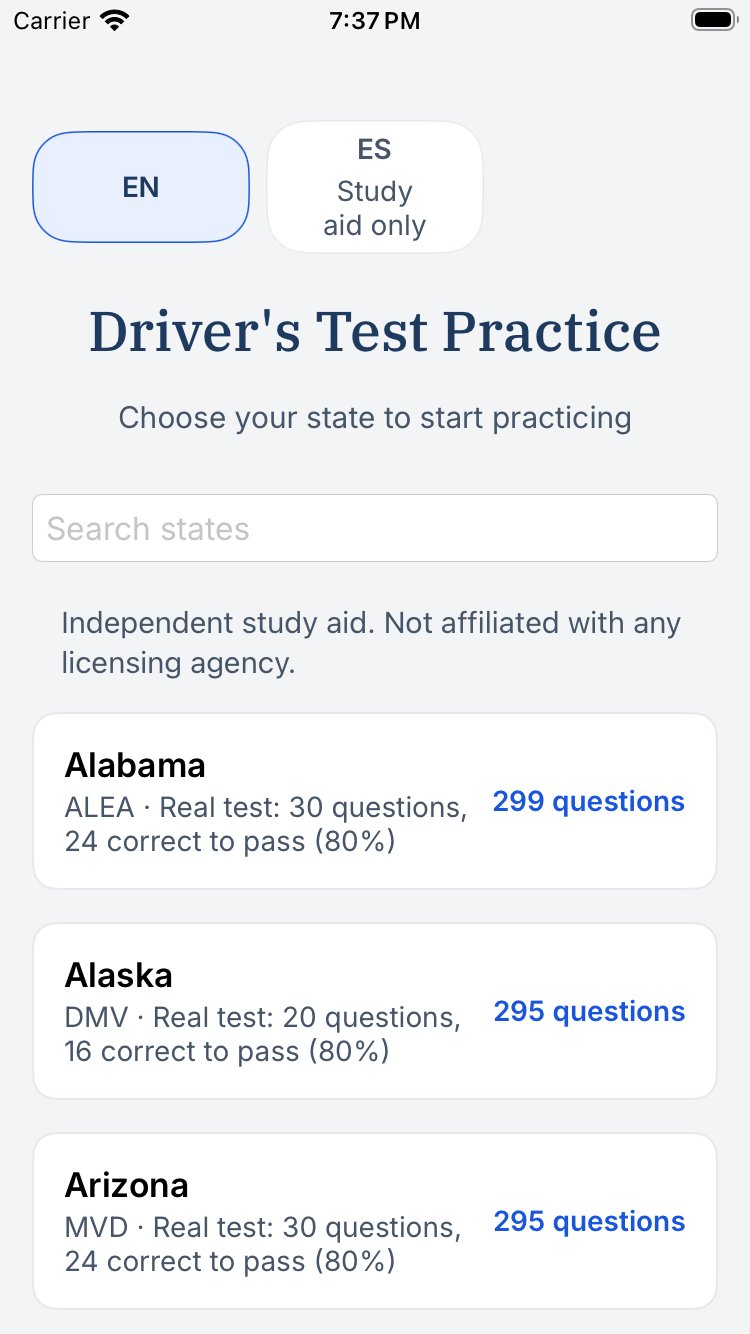 Carrier 7:37 PM
EN
ES
Study
aid only
Driver's Test Practice
Choose your state to start practicing
Search states
Independent study aid. Not affiliated with any
licensing agency.
Alabama
ALEA · Real test: 30 questions,
24 correct to pass (80%)
299 questions
Alaska
DMV · Real test: 20 questions,
16 correct to pass (80%)
295 questions
Arizona
MVD · Real test: 30 questions,
24 correct to pass (80%)
295 questions